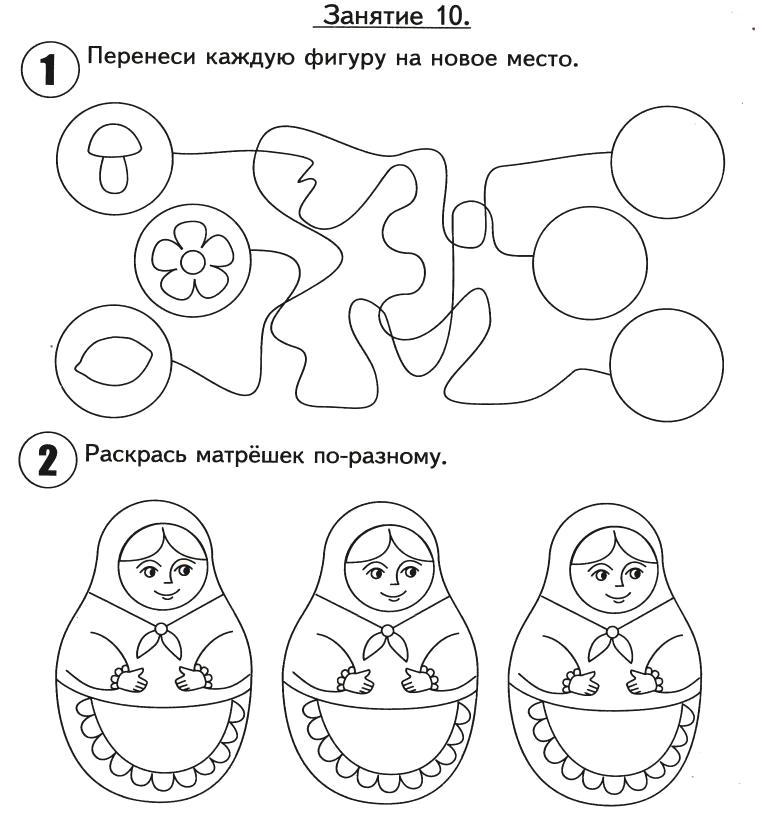 Занятие 10.
1 Перенеси каждую фигуру на новое место.
2 Раскрась матрёшек по-разному.